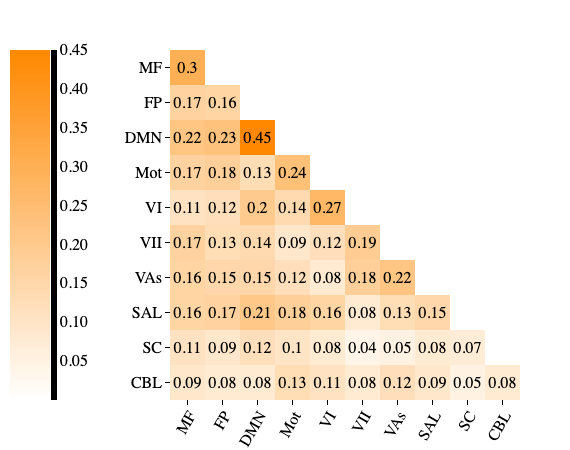 0.45
0.40
0.35
0.30
0.25
0.20
0.15
0.10
0.05
MF 0.3
FP 0.17 0.16
DMN 0.22 0.23 0.45
Mot 0.17 0.18 0.13 0.24
VI 0.11 0.12 0.2 0.14 0.27
VII 0.17 0.13 0.14 0.09 0.12 0.19
VAs 0.16 0.15 0.15 0.12 0.08 0.18 0.22
SAL 0.16 0.17 0.21 0.18 0.16 0.08 0.13 0.15
SC 0.11 0.09 0.12 0.1 0.08 0.04 0.05 0.08 0.07
CBL 0.09 0.08 0.08 0.13 0.11 0.08 0.12 0.09 0.05 0.08
MF FP DMN Mot VI VII VAs SAL SC CBL